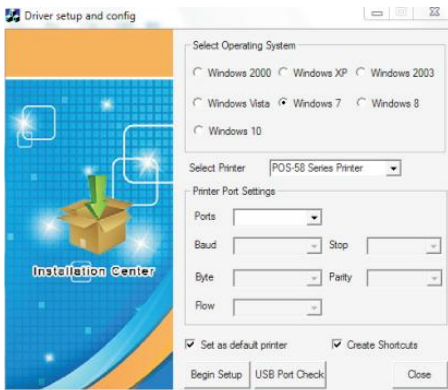 Driver setup and config
Select Operating System
Windows 2000 Windows XP Windows 2003
Windows Vista Windows 7 Windows 8
Windows 10
Select Printer POS-58 Series Printer
Printer Port Settings
Ports
Baud Stop
Byte Parity
Flow
Installation Center
Set as default printer Create Shortcuts
Begin Setup USB Port Check Close